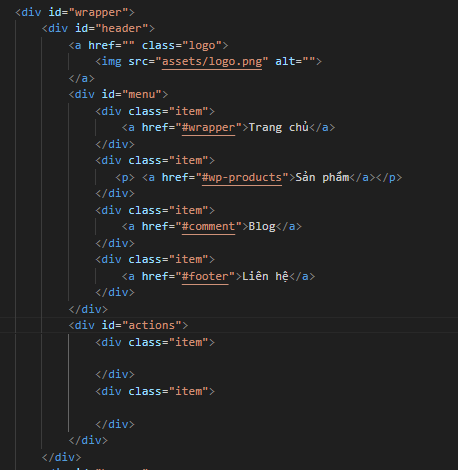 <div id="wrapper">
<div id="header">
<a href="" class="logo">
<img src="assets/logo.png" alt="">
</a>
<div id="menu">
<div class="item">
<a href="#wrapper">Trang chủ</a>
</div>
<div class="item">
<p> <a href="#wp-products">Sản phẩm</a></p>
</div>
<div class="item">
<a href="#comment">Blog</a>
</div>
<div class="item">
<a href="#footer">Liên hệ</a>
</div>
</div>
<div id="actions">
<div class="item">
</div>
<div class="item">
</div>
</div>
</div>